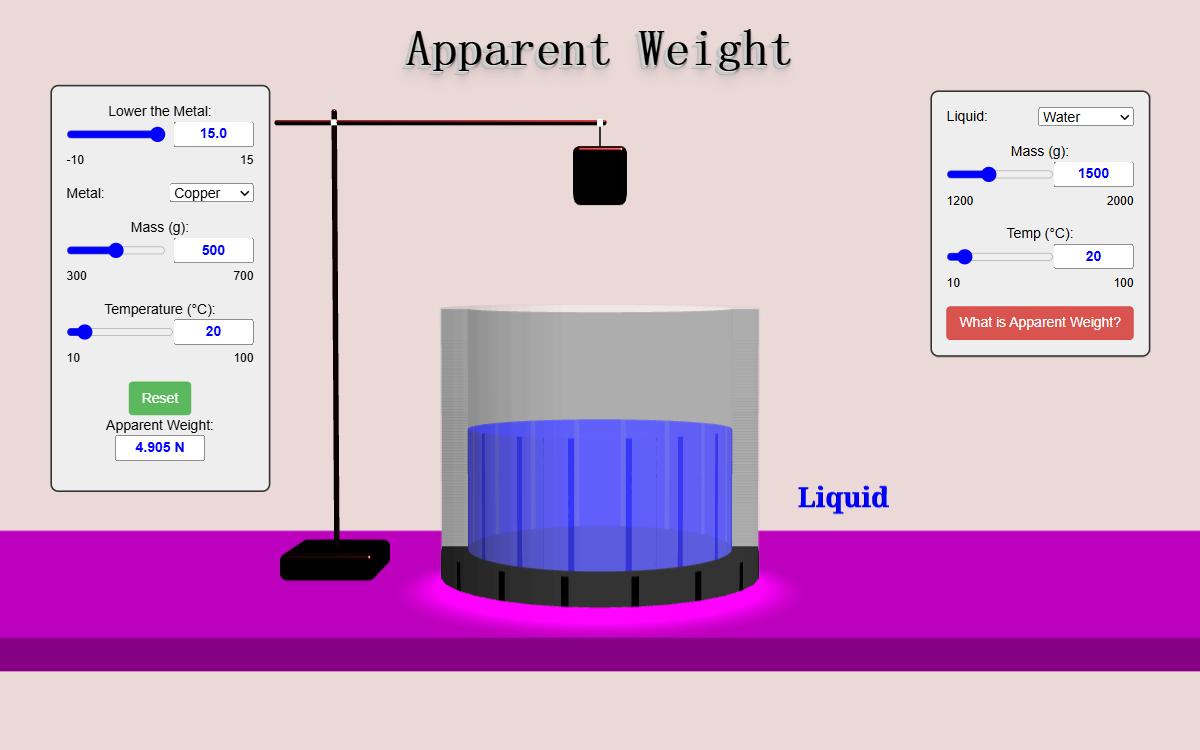 Apparent Weight
Lower the Metal:
15.0
-10 15
Metal: Copper
Mass (g):
500
300 700
Temperature (°C):
20
10 100
Reset
Apparent Weight:
4.905 N
Liquid: Water
Mass (g):
1500
1200 2000
Temp (°C):
20
10 100
What is Apparent Weight?
Liquid